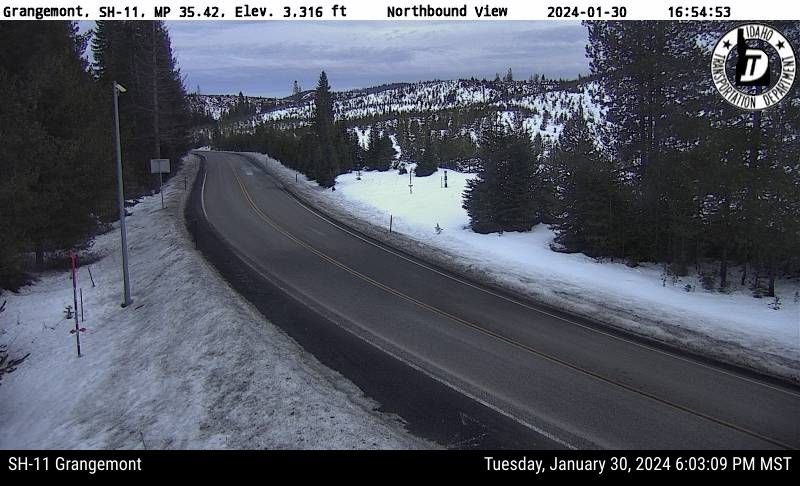 Grangemont, SH-11, MP 35.42, Elev. 3,316 ft Northbound View 2024-01-30 16:54:53
IDAHO
TRANSPORTATION DEPARTMENT
SH-11 Grangemont Tuesday, January 30, 2024 6:03:09 PM MST